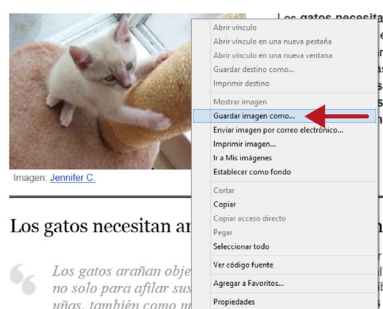 Los gatos necesita
Abrir vínculo
Abrir vínculo en una nueva pestaña
Abrir vínculo en una nueva ventana
Guardar destino como...
Imprimir destino
Mostrar imagen
Guardar imagen como...
Enviar imagen por correo electrónico...
Imprimir imagen...
Ir a Mis imágenes
Establecer como fondo
Cortar
Copiar
Copiar acceso directo
Pegar
Seleccionar todo
Ver código fuente
Agregar a Favoritos...
Propiedades
Imagen: Jennifer C.
Los gatos necesitan ar
Los gatos arañan obje
no solo para afilar sus
uñas, también como m